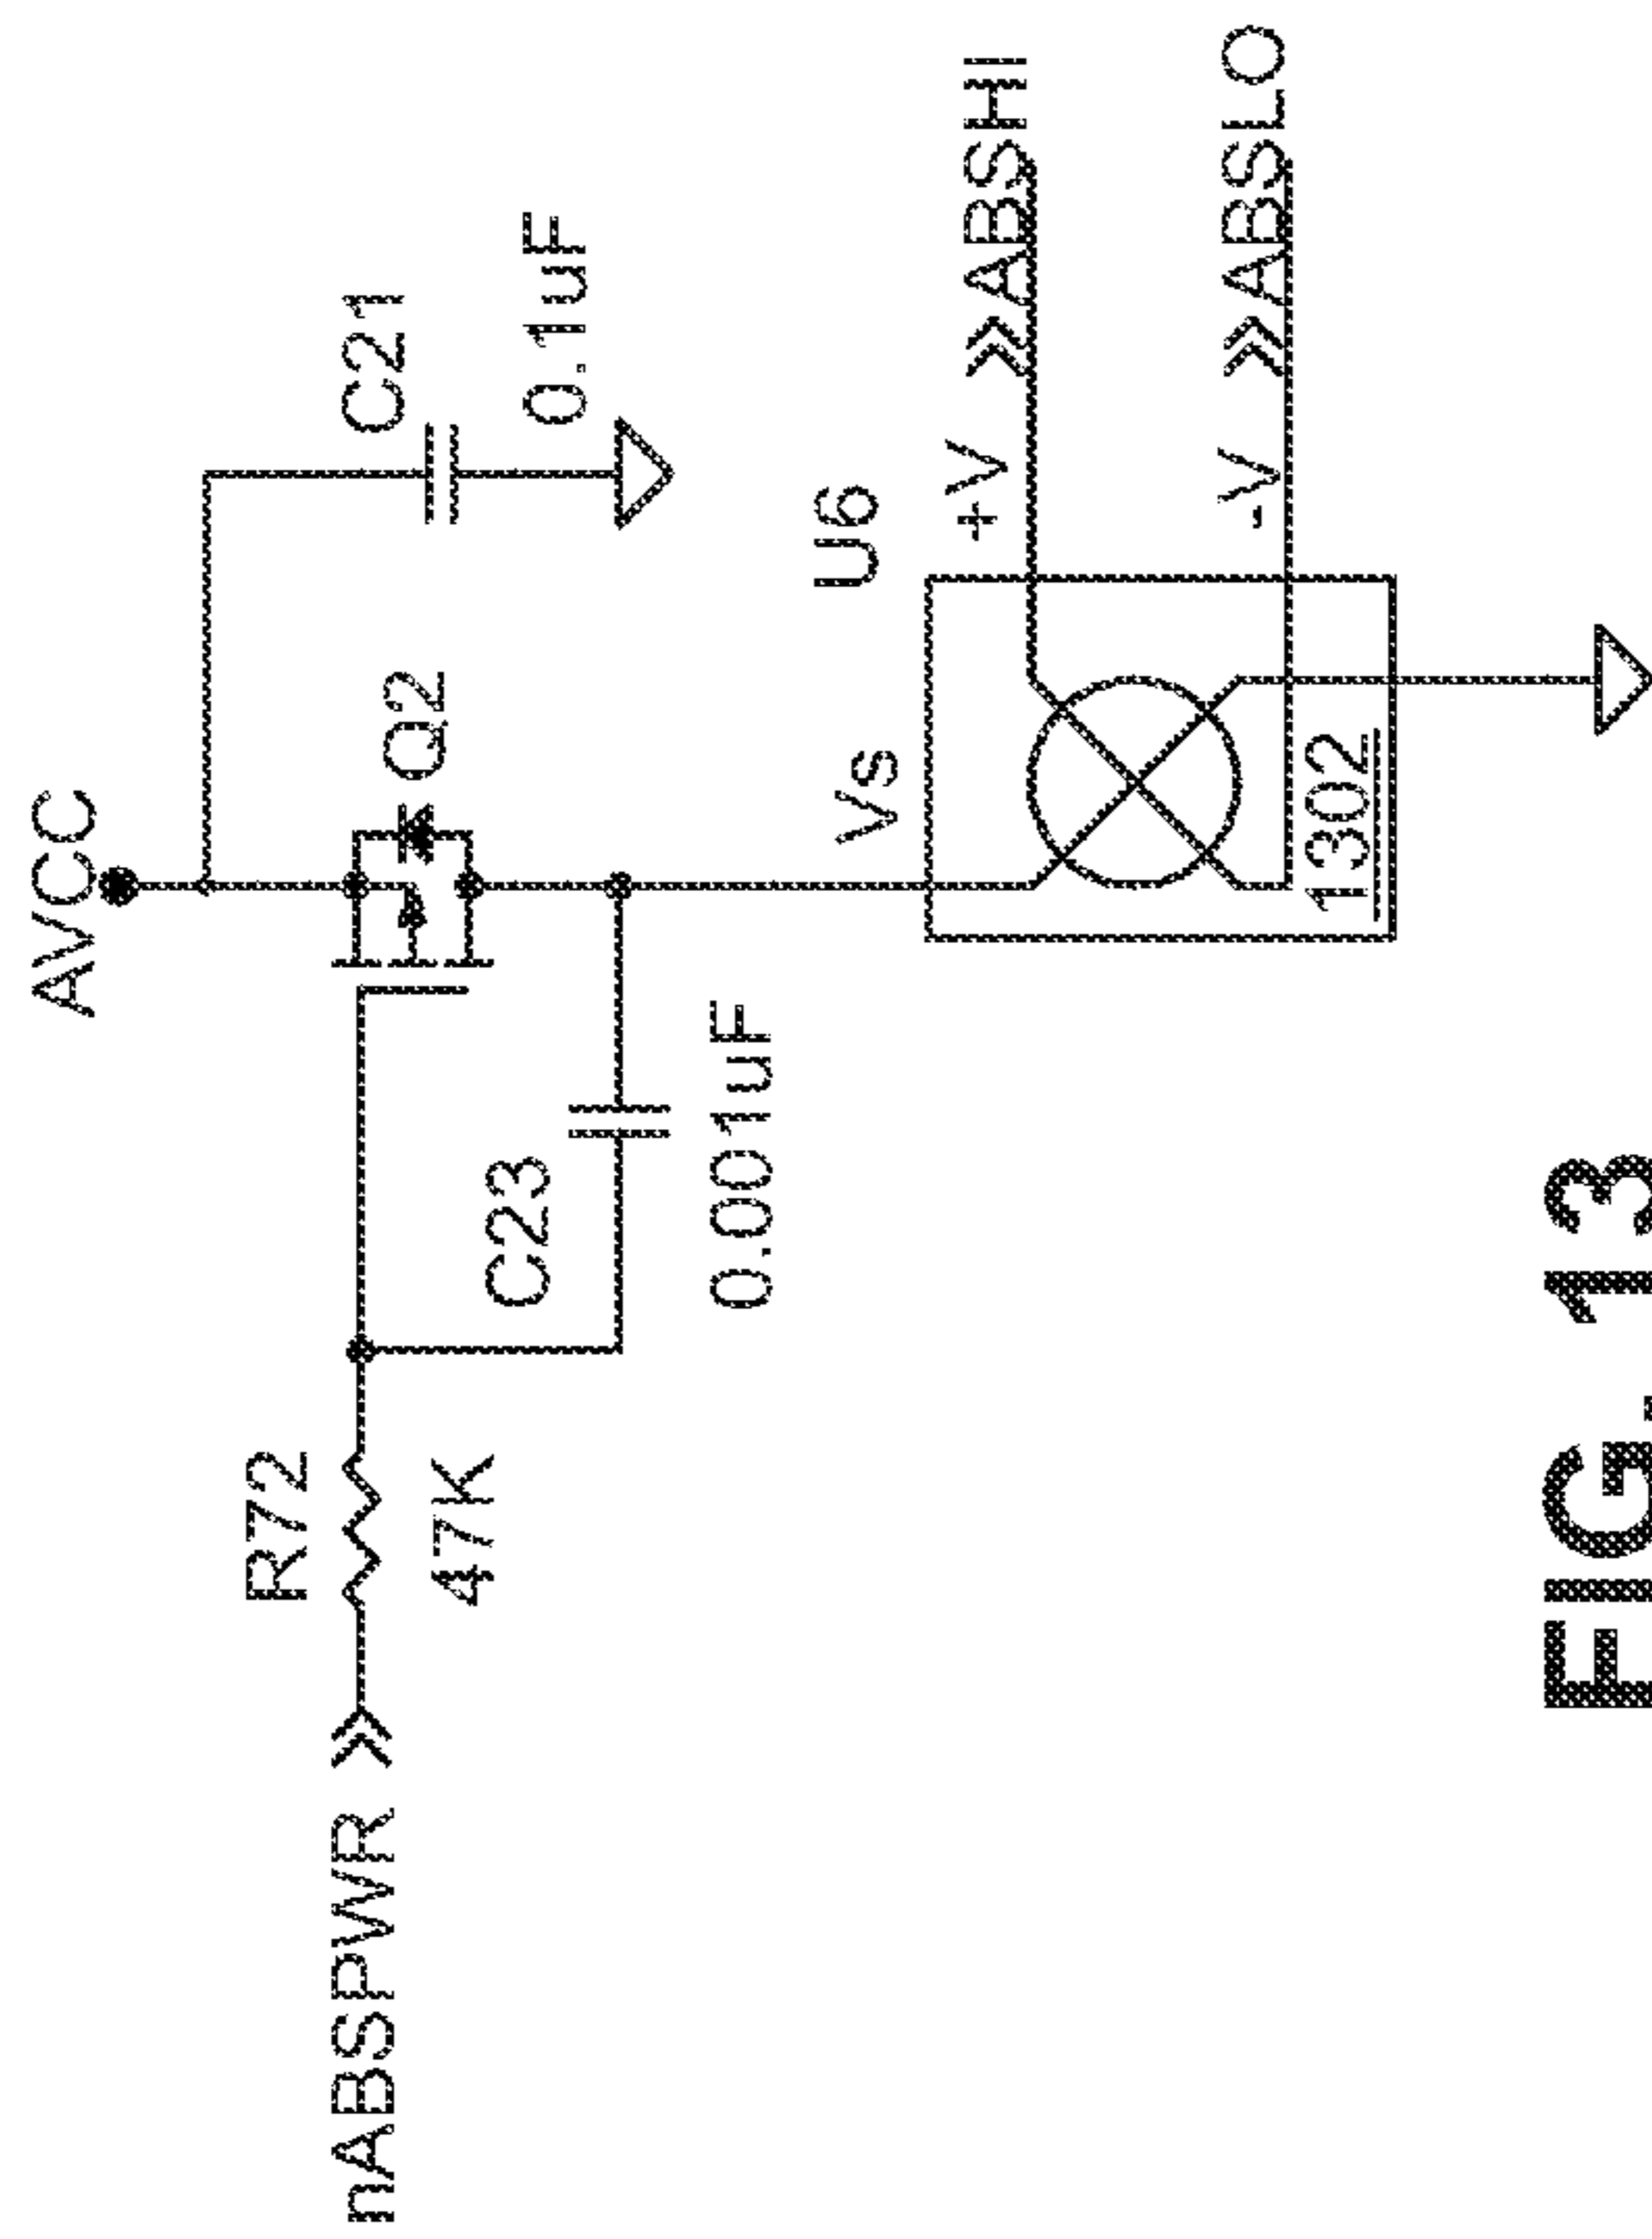 AVCC
C21
0.1uF
Q2
R72
47K
nABSPWR
C23
0.001uF
U6
Vs
+V
ABSHI
-V
ABSLO
1302
FIG. 13